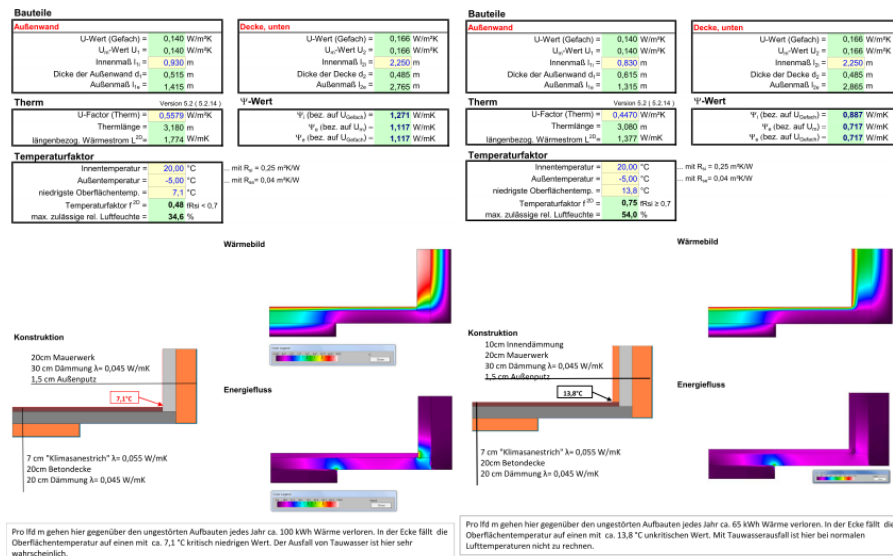 Bauteile
Außenwand
U-Wert (Gefach) = 0,140 W/m²K
Um-Wert U1 = 0,140 W/m²K
Innenmaß l1i = 0,930 m
Dicke der Außenwand d1 = 0,515 m
Außenmaß l1e = 1,415 m
Decke, unten
U-Wert (Gefach) = 0,166 W/m²K
Um-Wert U2 = 0,166 W/m²K
Innenmaß l2i = 2,250 m
Dicke der Decke d2 = 0,485 m
Außenmaß l2e = 2,765 m
Therm Version 5.2 ( 5.2.14 )
U-Factor (Therm) = 0,5579 W/m²K
Thermlänge = 3,180 m
längenbezog. Wärmestrom L2D = 1,774 W/mK
Ψ-Wert
Ψi (bez. auf UGefach) = 1,271 W/mK
Ψe (bez. auf Um) = 1,117 W/mK
Ψe (bez. auf UGefach) = 1,117 W/mK
Temperaturfaktor
Innentemperatur = 20,00 °C ... mit Rsi = 0,25 m²K/W
Außentemperatur = -5,00 °C ... mit Rse = 0,04 m²K/W
niedrigste Oberflächentemp. = 7,1 °C
Temperaturfaktor f2D = 0,48 fRsi < 0,7
max. zulässige rel. Luftfeuchte = 34,6 %
Wärmebild
Konstruktion
20cm Mauerwerk
30 cm Dämmung λ= 0,045 W/mK
1,5 cm Außenputz
7,1°C
Energiefluss
7 cm "Klimasanestrich" λ= 0,055 W/mK
20cm Betondecke
20 cm Dämmung λ= 0,045 W/mK
Pro lfd m gehen hier gegenüber den ungestörten Aufbauten jedes Jahr ca. 100 kWh Wärme verloren. In der Ecke fällt die
Oberflächentemperatur auf einen mit ca. 7,1 °C kritisch niedrigen Wert. Der Ausfall von Tauwasser ist hier sehr
wahrscheinlich.
Bauteile
Außenwand
U-Wert (Gefach) = 0,140 W/m²K
Um-Wert U1 = 0,140 W/m²K
Innenmaß l1i = 0,830 m
Dicke der Außenwand d1 = 0,615 m
Außenmaß l1e = 1,315 m
Decke, unten
U-Wert (Gefach) = 0,166 W/m²K
Um-Wert U2 = 0,166 W/m²K
Innenmaß l2i = 2,250 m
Dicke der Decke d2 = 0,485 m
Außenmaß l2e = 2,865 m
Therm Version 5.2 ( 5.2.14 )
U-Factor (Therm) = 0,4470 W/m²K
Thermlänge = 3,080 m
längenbezog. Wärmestrom L2D = 1,377 W/mK
Ψ-Wert
Ψi (bez. auf UGefach) = 0,887 W/mK
Ψe (bez. auf Um) = 0,717 W/mK
Ψe (bez. auf UGefach) = 0,717 W/mK
Temperaturfaktor
Innentemperatur = 20,00 °C ... mit Rsi = 0,25 m²K/W
Außentemperatur = -5,00 °C ... mit Rse = 0,04 m²K/W
niedrigste Oberflächentemp. = 13,8 °C
Temperaturfaktor f2D = 0,75 fRsi ≥ 0,7
max. zulässige rel. Luftfeuchte = 54,0 %
Wärmebild
Konstruktion
10cm Innendämmung
20cm Mauerwerk
30 cm Dämmung λ= 0,045 W/mK
1,5 cm Außenputz
13,8°C
Energiefluss
7 cm "Klimasanestrich" λ= 0,055 W/mK
20cm Betondecke
20 cm Dämmung λ= 0,045 W/mK
Pro lfd m gehen hier gegenüber den ungestörten Aufbauten jedes Jahr ca. 65 kWh Wärme verloren. In der Ecke fällt die
Oberflächentemperatur auf einen mit ca. 13,8 °C unkritischen Wert. Mit Tauwasserausfall ist hier bei normalen
Lufttemperaturen nicht zu rechnen.